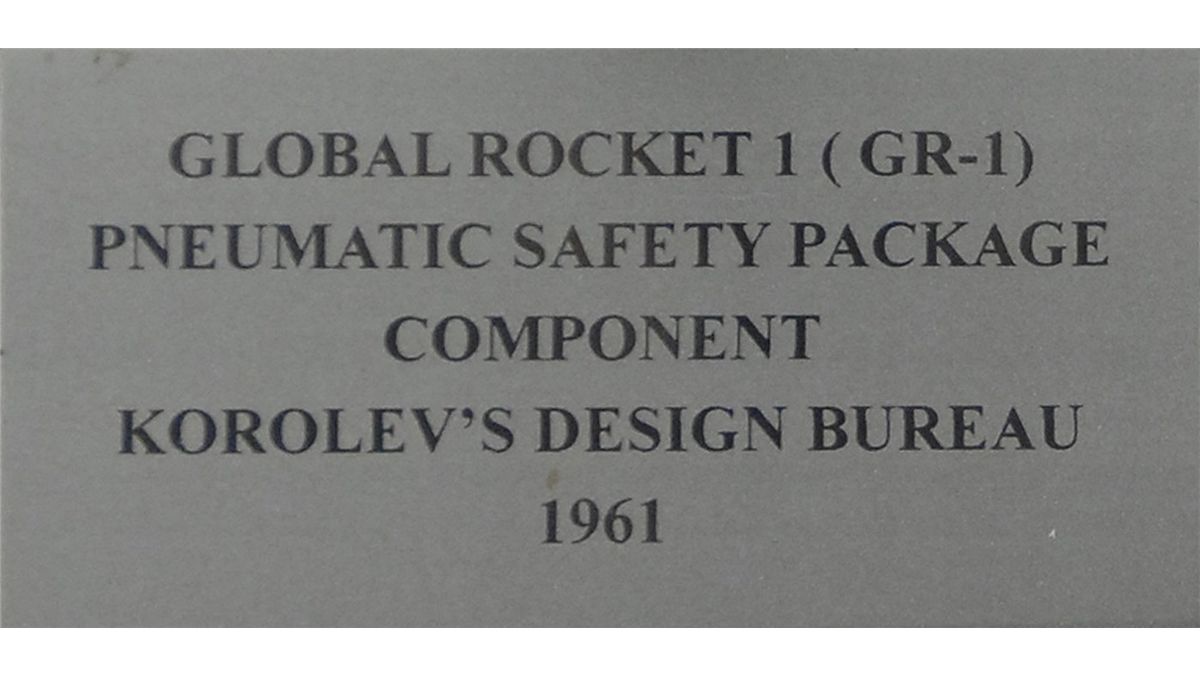 GLOBAL ROCKET 1 ( GR-1)
PNEUMATIC SAFETY PACKAGE
COMPONENT
KOROLEV’S DESIGN BUREAU
1961